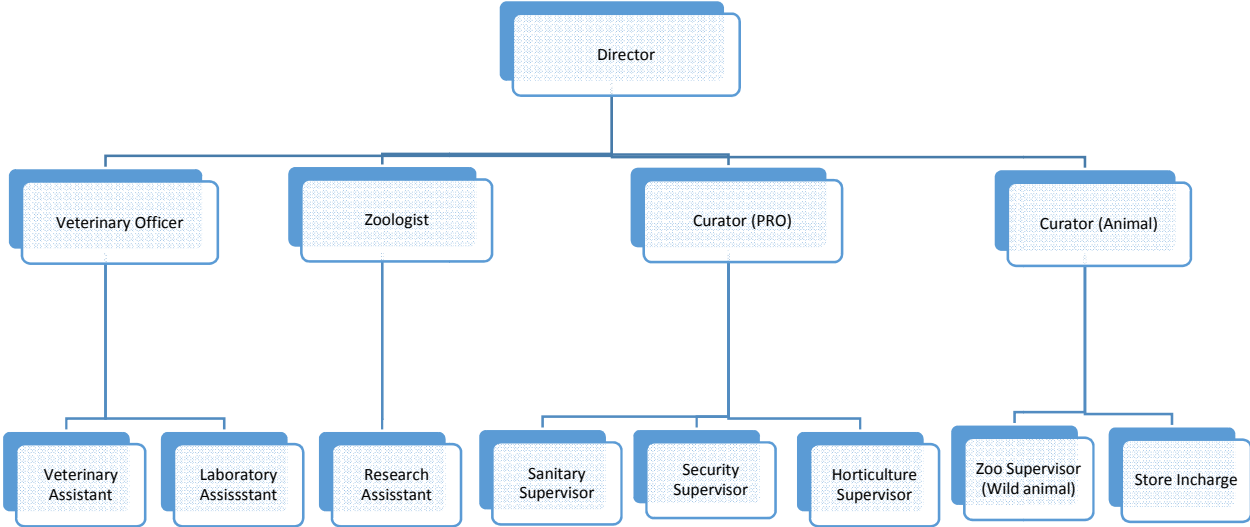 Director
Veterinary Officer
Zoologist
Curator (PRO)
Curator (Animal)
Veterinary
Assistant
Laboratory
Assisstant
Research
Assisstant
Sanitary
Supervisor
Security
Supervisor
Horticulture
Supervisor
Zoo Supervisor
(Wild animal)
Store Incharge